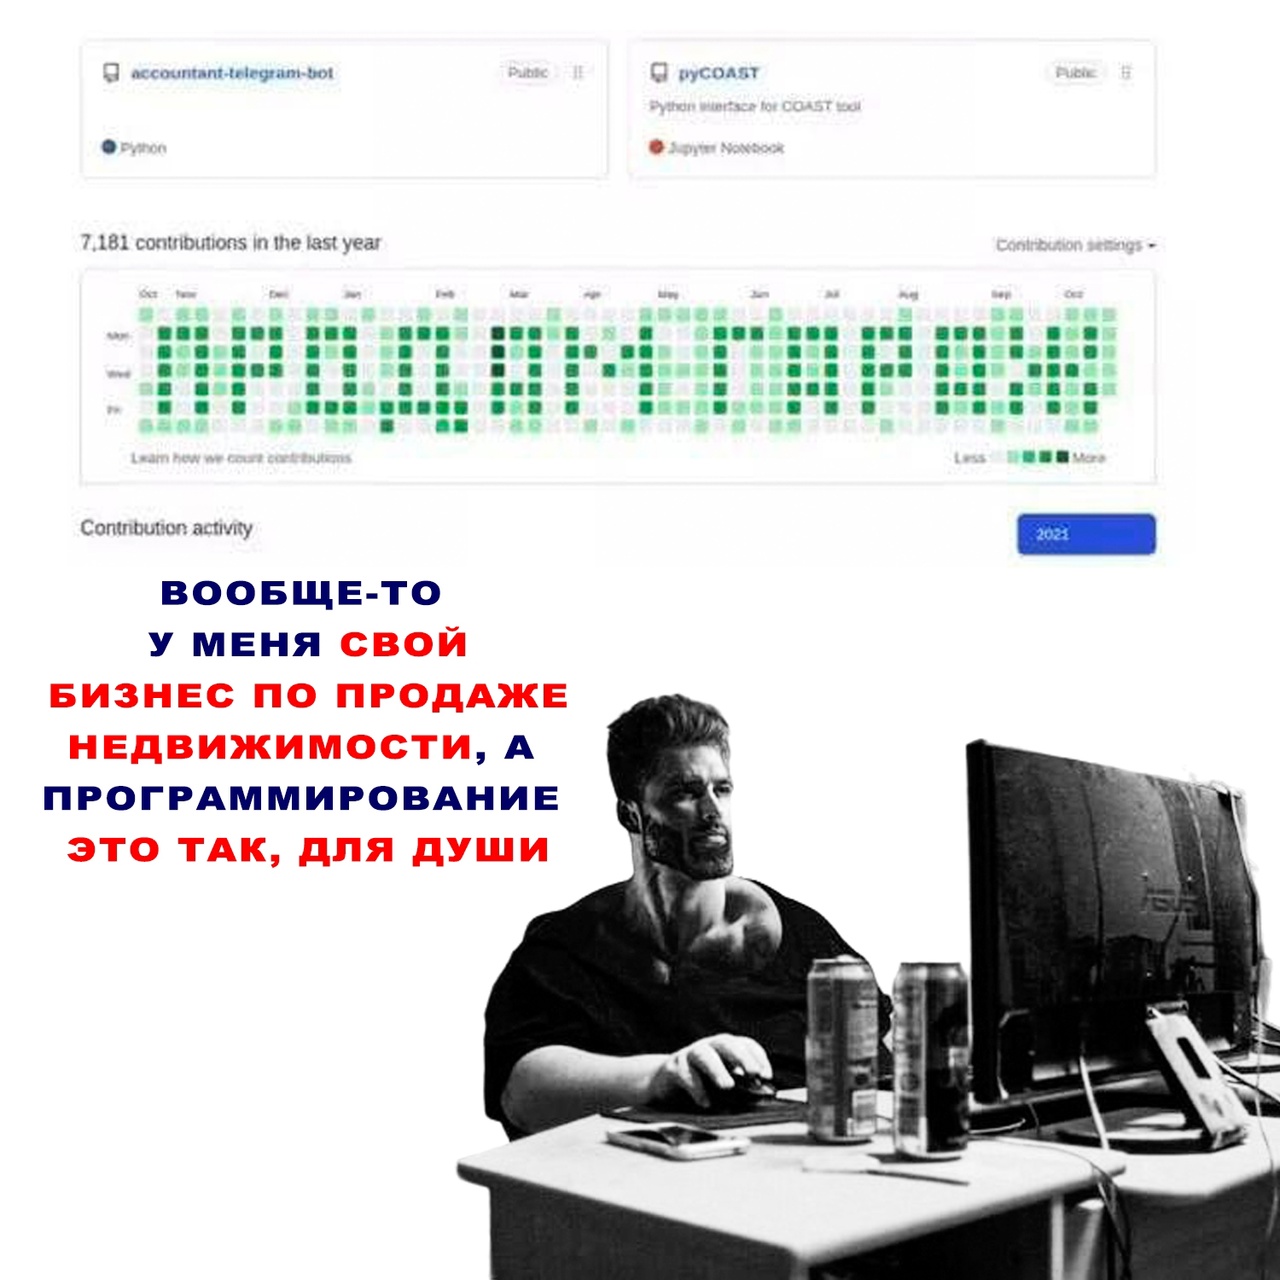 accountant-telegram-bot
Public
Python
pyCOAST
Public
Python interface for COAST tool
Jupyter Notebook
7,181 contributions in the last year
Contribution settings
Oct Nov Dec Jan Feb Mar Apr May Jun Jul Aug Sep Oct
Mon
Wed
Fri
ПРОДАМ ГАРАЖ
Learn how we count contributions
Less More
Contribution activity
2021
ВООБЩЕ-ТО
У МЕНЯ СВОЙ
БИЗНЕС ПО ПРОДАЖЕ
НЕДВИЖИМОСТИ, А
ПРОГРАММИРОВАНИЕ
ЭТО ТАК, ДЛЯ ДУШИ
ASUS